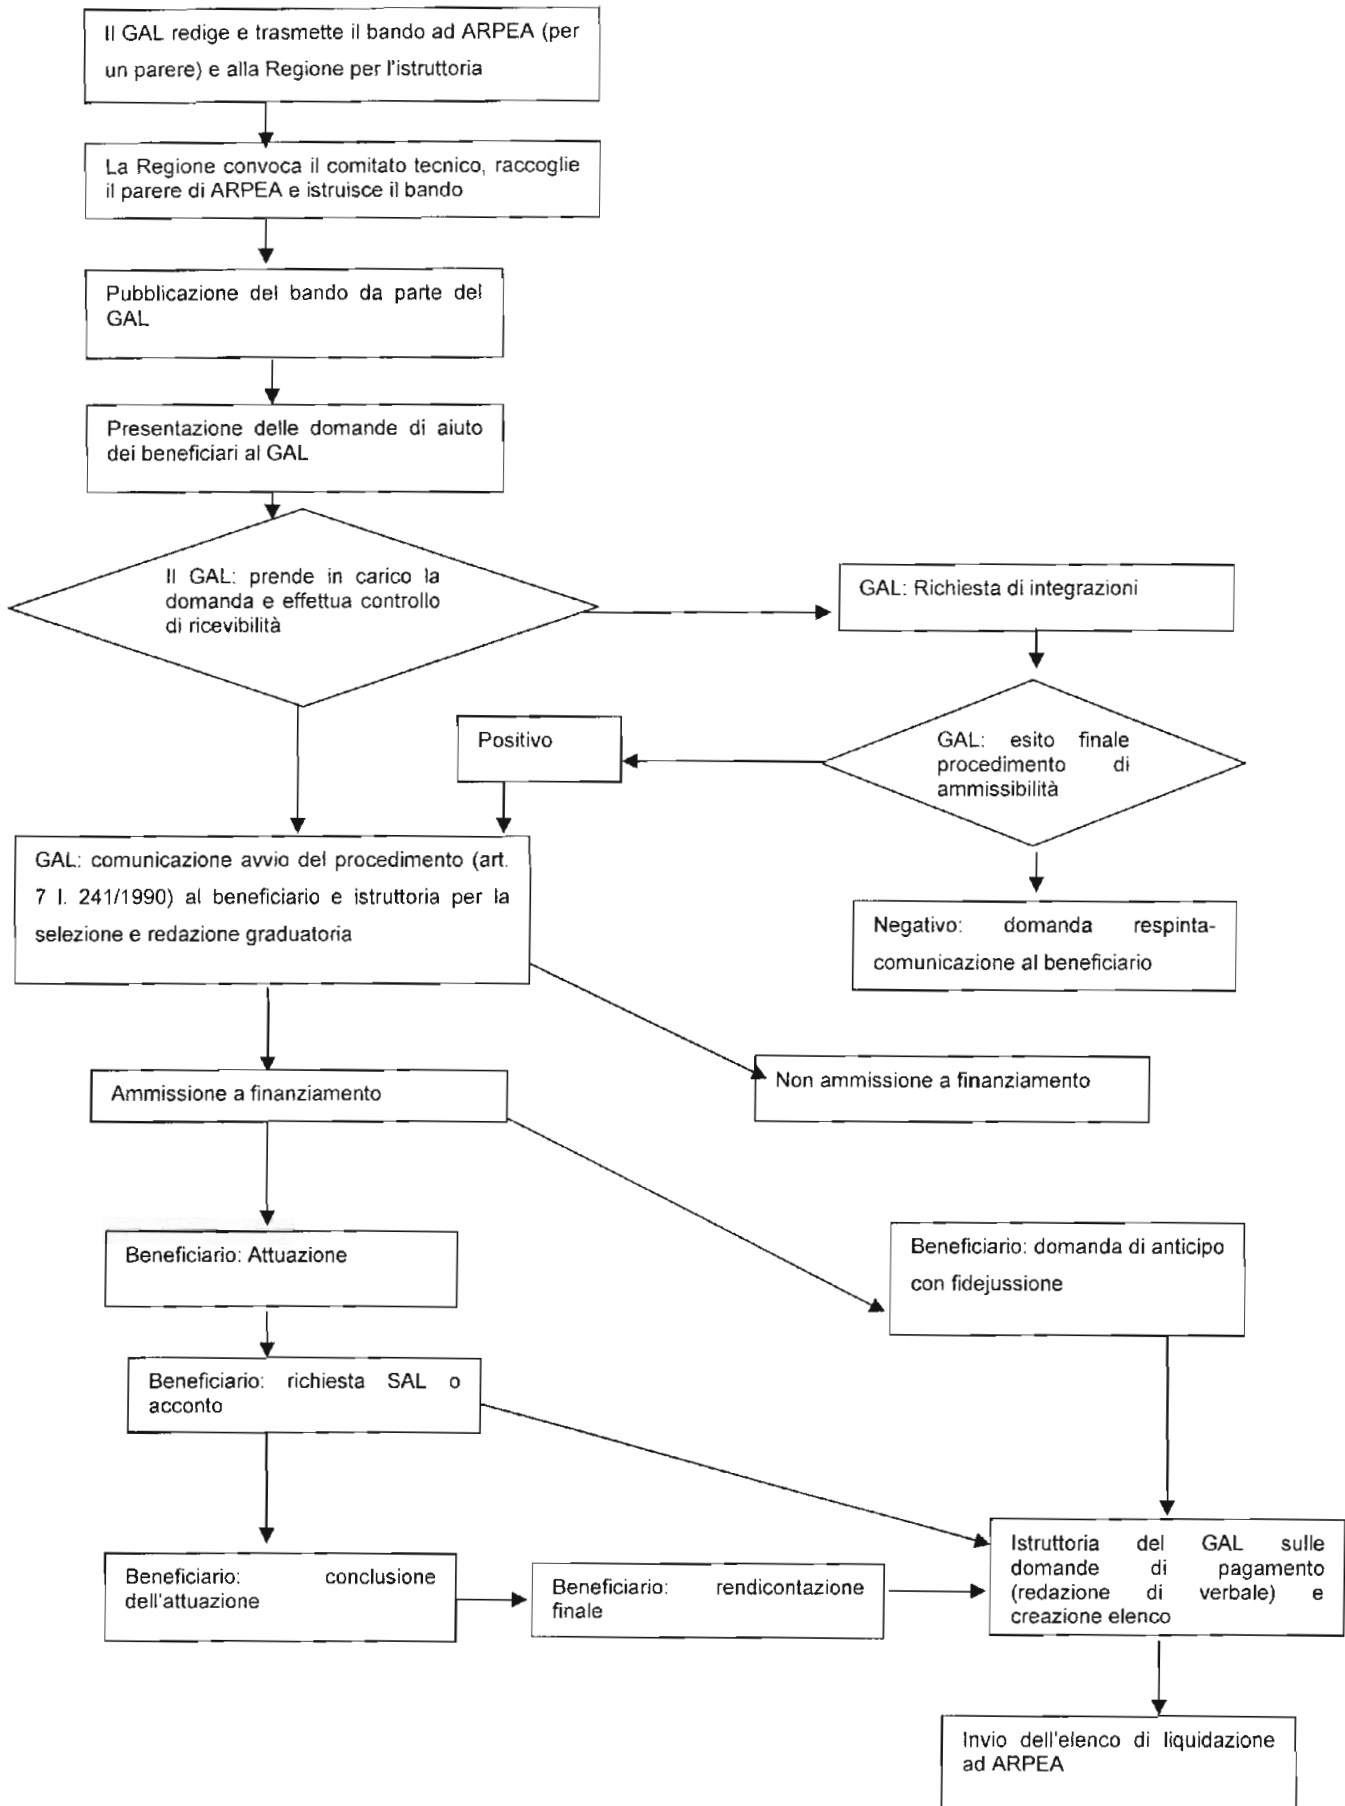 Il GAL redige e trasmette il bando ad ARPEA (per
un parere) e alla Regione per l'istruttoria
La Regione convoca il comitato tecnico, raccoglie
il parere di ARPEA e istruisce il bando
Pubblicazione del bando da parte del
GAL
Presentazione delle domande di aiuto
dei beneficiari al GAL
Il GAL: prende in carico la
domanda e effettua controllo
di ricevibilità
GAL: Richiesta di integrazioni
GAL: esito finale
procedimento di
ammissibilità
Positivo
GAL: comunicazione avvio del procedimento (art.
7 l. 241/1990) al beneficiario e istruttoria per la
selezione e redazione graduatoria
Negativo: domanda respinta-
comunicazione al beneficiario
Non ammissione a finanziamento
Ammissione a finanziamento
Beneficiario: Attuazione
Beneficiario: domanda di anticipo
con fidejussione
Beneficiario: richiesta SAL o
acconto
Beneficiario: conclusione
dell'attuazione
Beneficiario: rendicontazione
finale
Istruttoria del GAL sulle
domande di pagamento
(redazione di verbale) e
creazione elenco
Invio dell'elenco di liquidazione
ad ARPEA